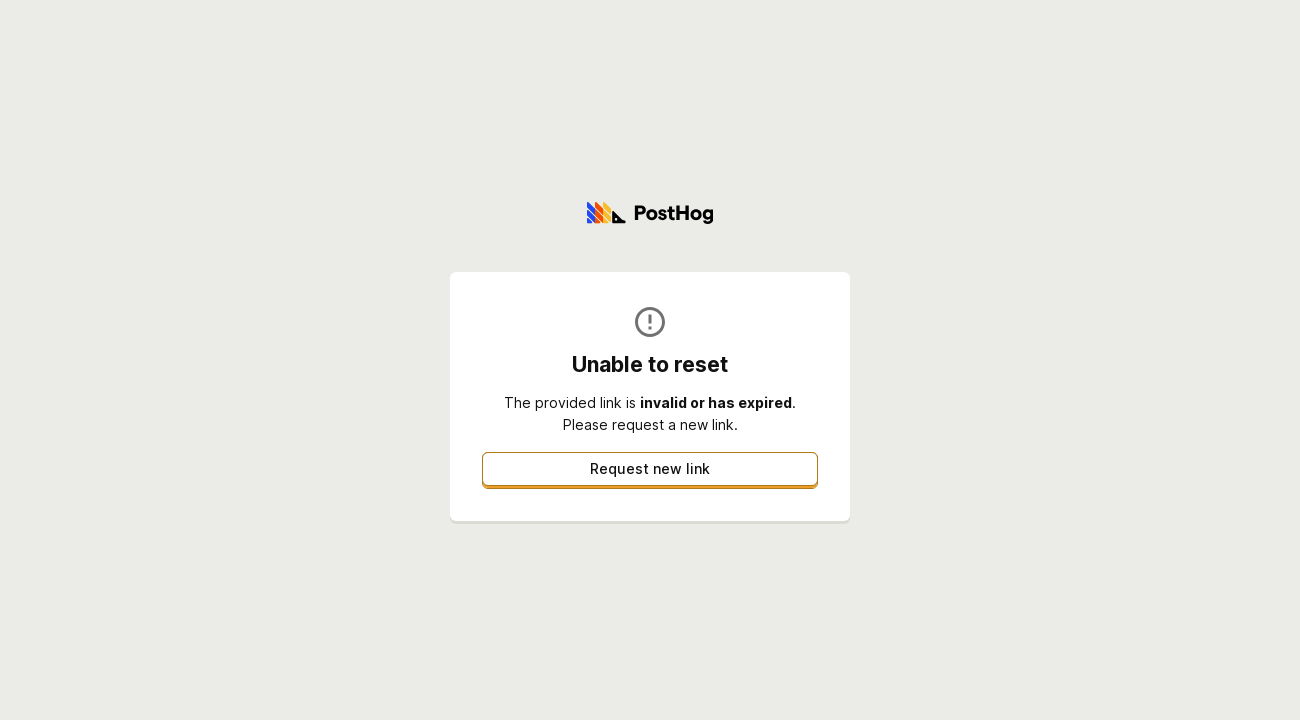 PostHog
Unable to reset
The provided link is invalid or has expired.
Please request a new link.
Request new link